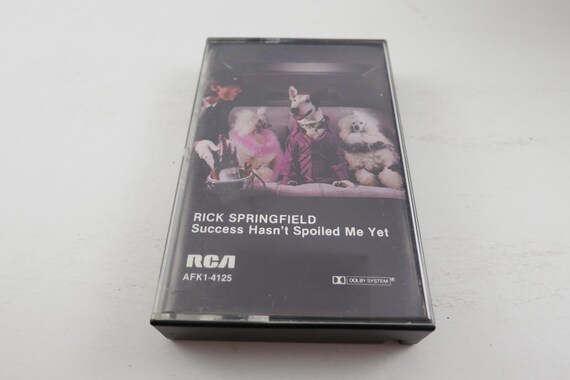 RICK SPRINGFIELD
Success Hasn't Spoiled Me Yet
RCA
AFK1-4125
DOLBY SYSTEM®